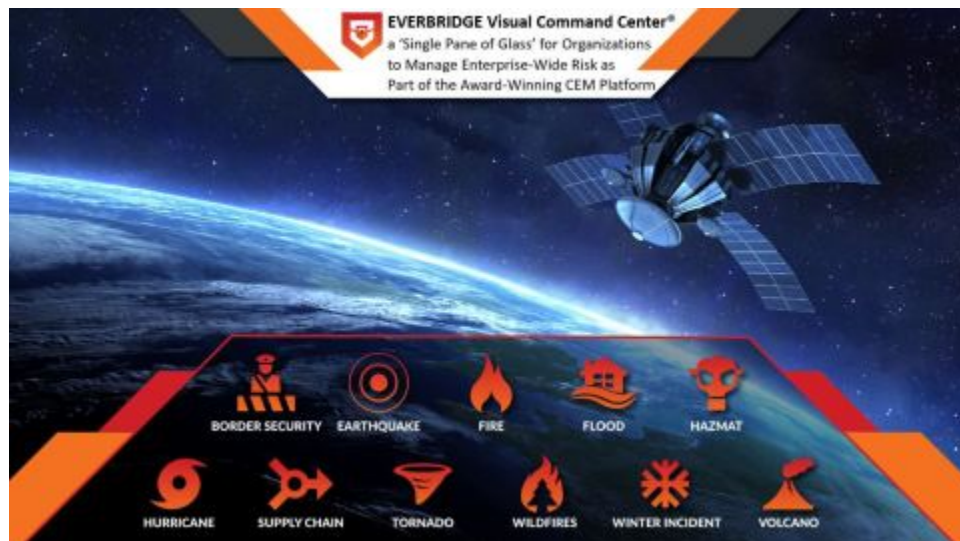 EVERBRIDGE Visual Command Center®
a 'Single Pane of Glass' for Organizations
to Manage Enterprise-Wide Risk as
Part of the Award-Winning CEM Platform
BORDER SECURITY EARTHQUAKE FIRE FLOOD HAZMAT
HURRICANE SUPPLY CHAIN TORNADO WILDFIRES WINTER INCIDENT VOLCANO